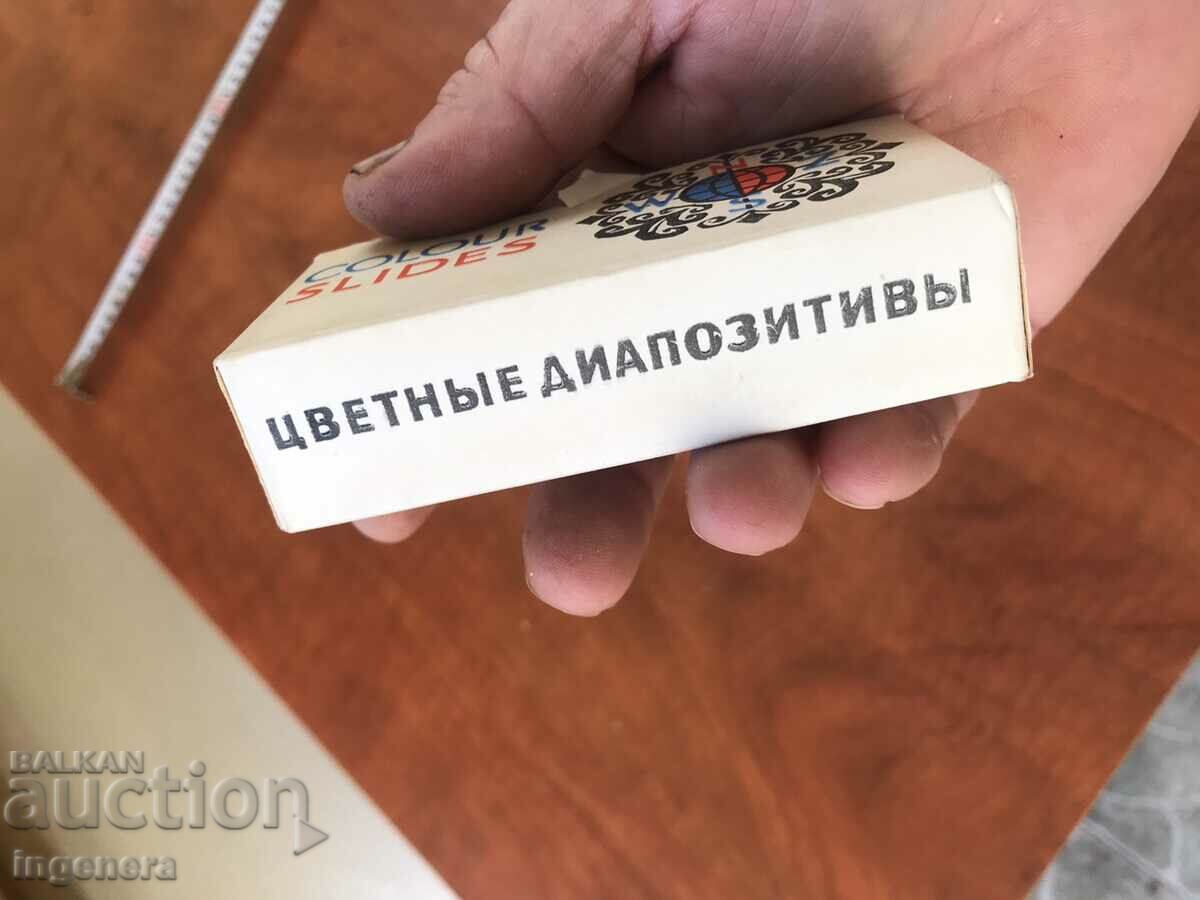 COLOUR
SLIDES
N
W
S
ЦВЕТНЫЕ ДИАПОЗИТИВЫ
BALKAN
auction
ingenera